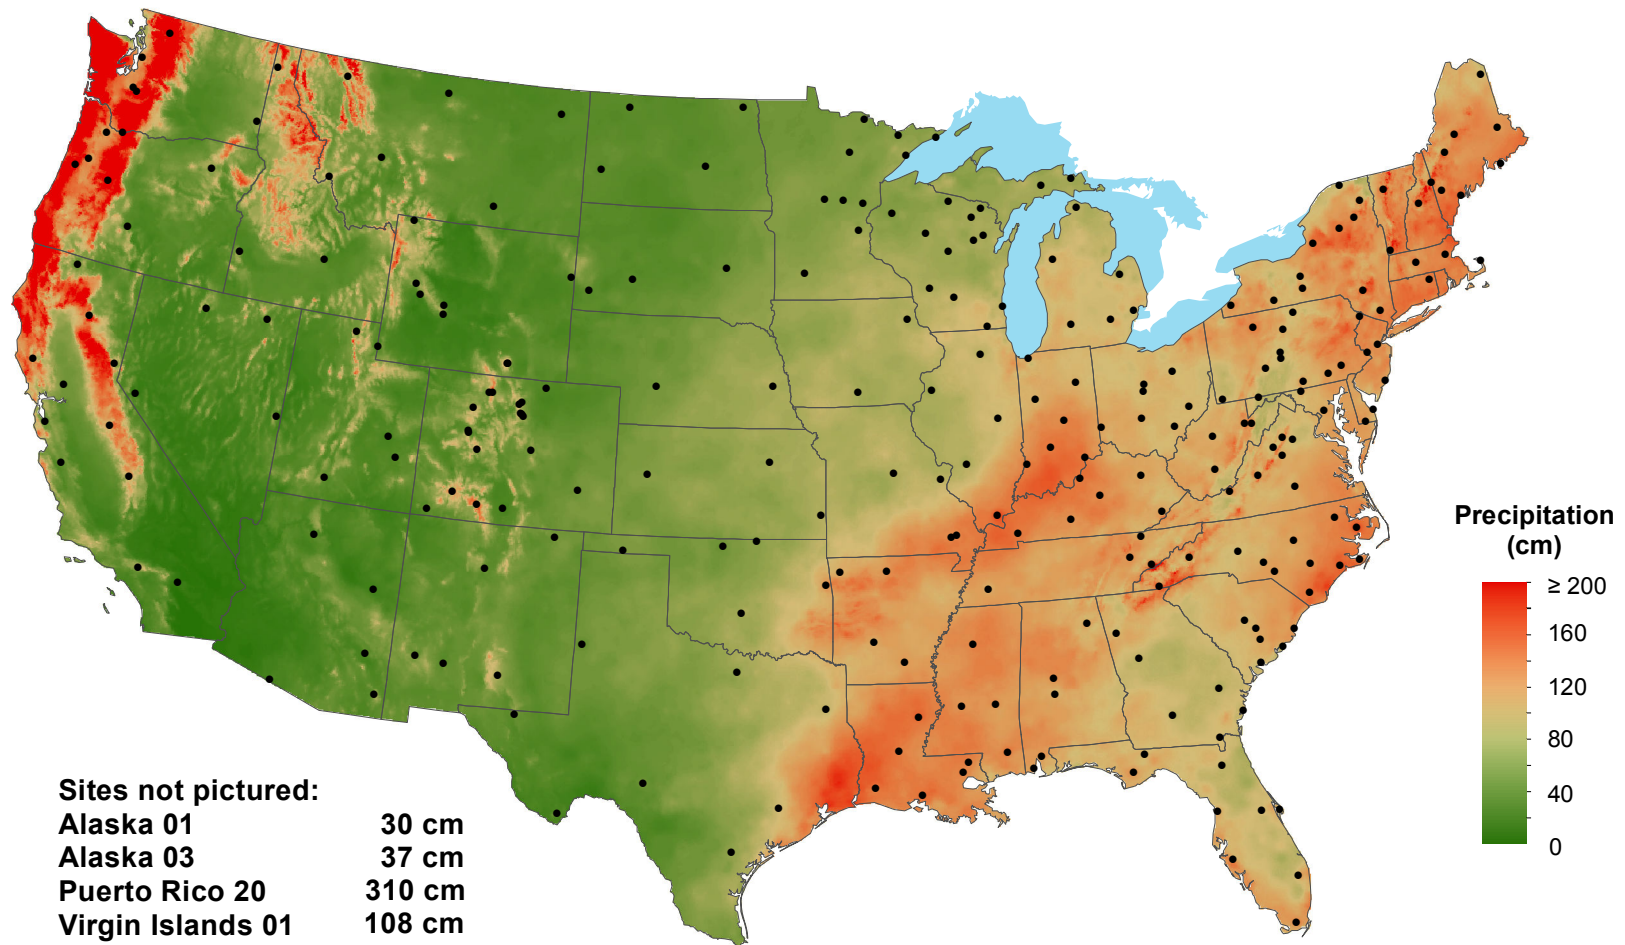 Precipitation
(cm)
≥ 200
160
120
80
40
0
Sites not pictured:
Alaska 01 30 cm
Alaska 03 37 cm
Puerto Rico 20 310 cm
Virgin Islands 01 108 cm